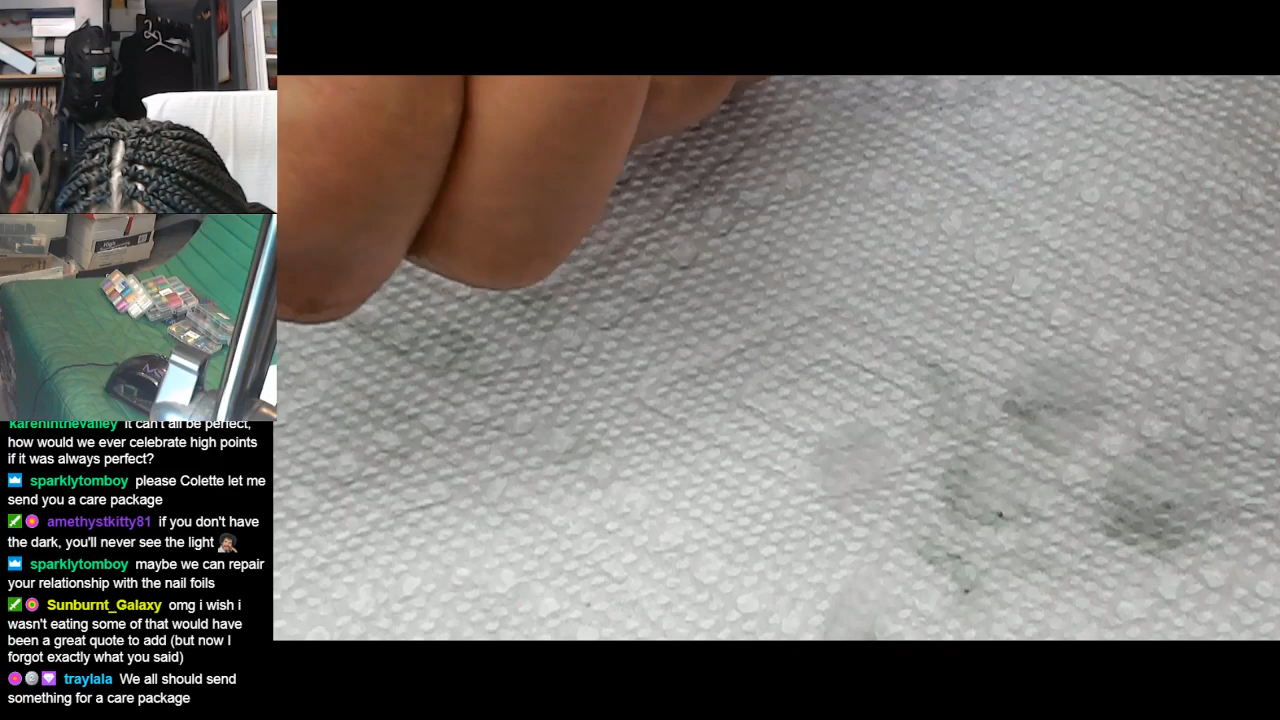 kareninthevalley it can't all be perfect,
how would we ever celebrate high points
if it was always perfect?
sparklytomboy please Colette let me
send you a care package
amethystkitty81 if you don't have
the dark, you'll never see the light
sparklytomboy maybe we can repair
your relationship with the nail foils
Sunburnt_Galaxy omg i wish i
wasn't eating some of that would have
been a great quote to add (but now I
forgot exactly what you said)
traylala We all should send
something for a care package